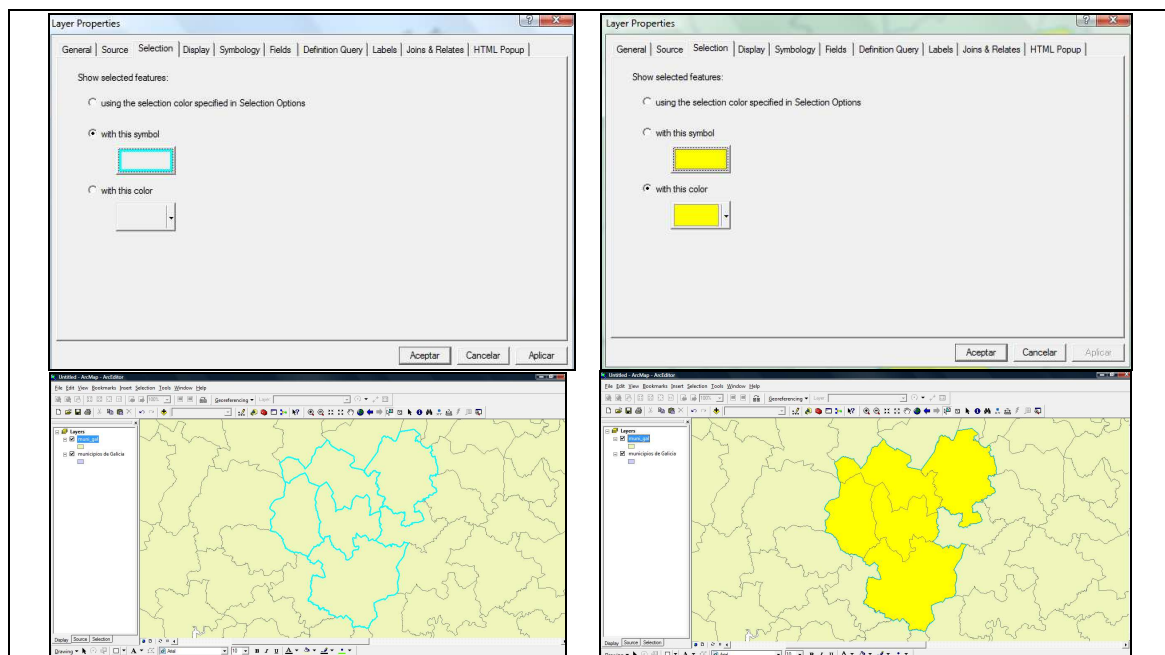 Layer Properties
General Source Selection Display Symbology Fields Definition Query Labels Joins & Relates HTML Popup
Show selected features:
using the selection color specified in Selection Options
with this symbol
with this color
Aceptar Cancelar Aplicar
Layer Properties
General Source Selection Display Symbology Fields Definition Query Labels Joins & Relates HTML Popup
Show selected features:
using the selection color specified in Selection Options
with this symbol
with this color
Aceptar Cancelar Aplicar
Untitled - ArcMap - ArcEditor
File Edit View Bookmarks Insert Selection Tools Window Help
Georeferencing
Layers
mun_gal
municipios de Galicia
Display Source Selection
Drawing Arial 10 B I U A
Untitled - ArcMap - ArcEditor
File Edit View Bookmarks Insert Selection Tools Window Help
Georeferencing
Layers
mun_gal
municipios de Galicia
Display Source Selection